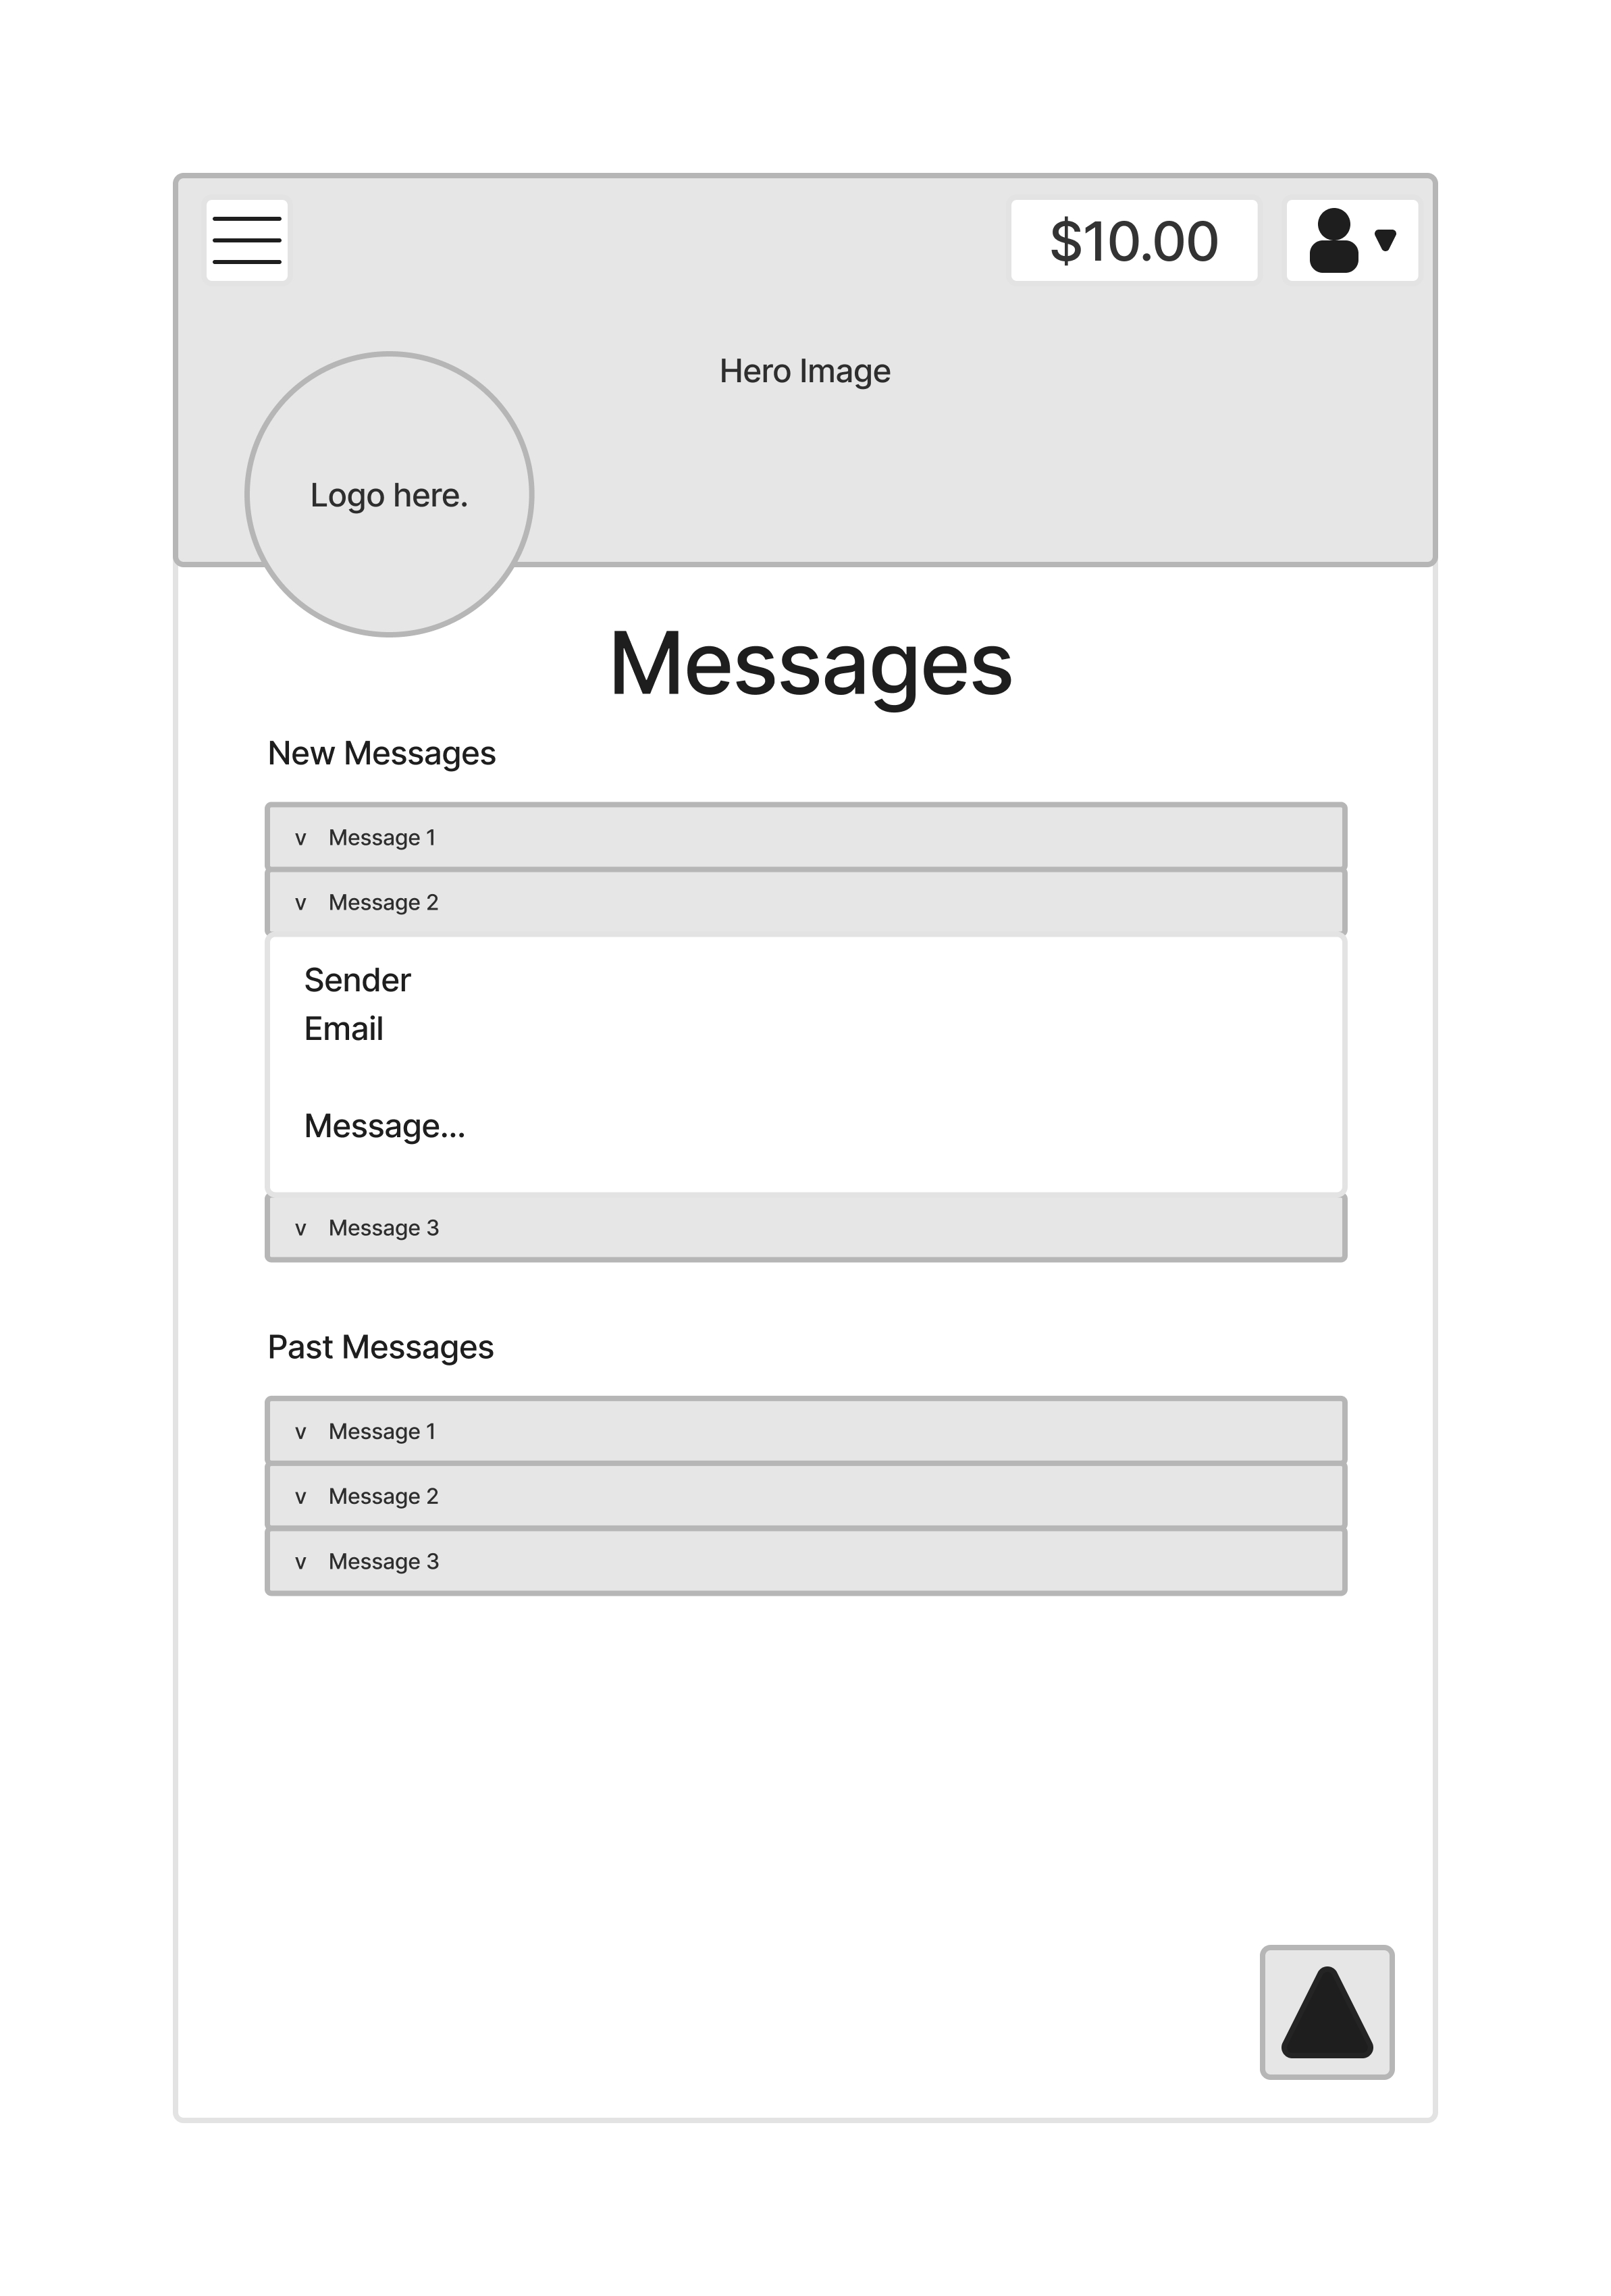 $10.00
Hero Image
Logo here.
Messages
New Messages
v Message 1
v Message 2
Sender
Email
Message...
v Message 3
Past Messages
v Message 1
v Message 2
v Message 3